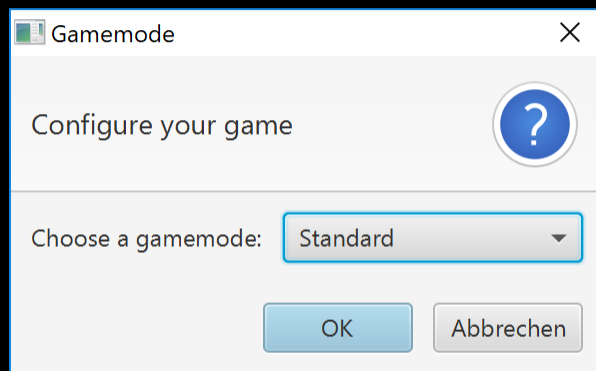 Gamemode
Configure your game
?
Choose a gamemode: Standard
OK Abbrechen